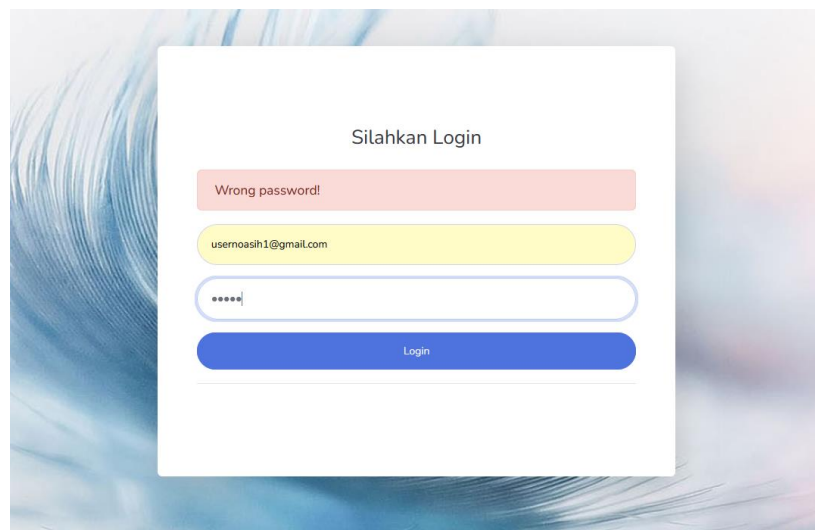 Silahkan Login
Wrong password!
usernoasih1@gmail.com
•••••
Login